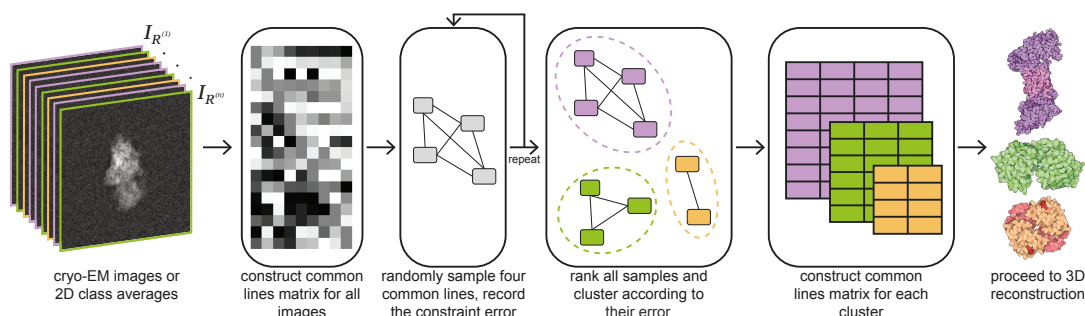 I_R(1)
I_R(n)
repeat
cryo-EM images or
2D class averages
construct common
lines matrix for all
images
randomly sample four
common lines, record
the constraint error
rank all samples and
cluster according to
their error
construct common
lines matrix for each
cluster
proceed to 3D
reconstruction